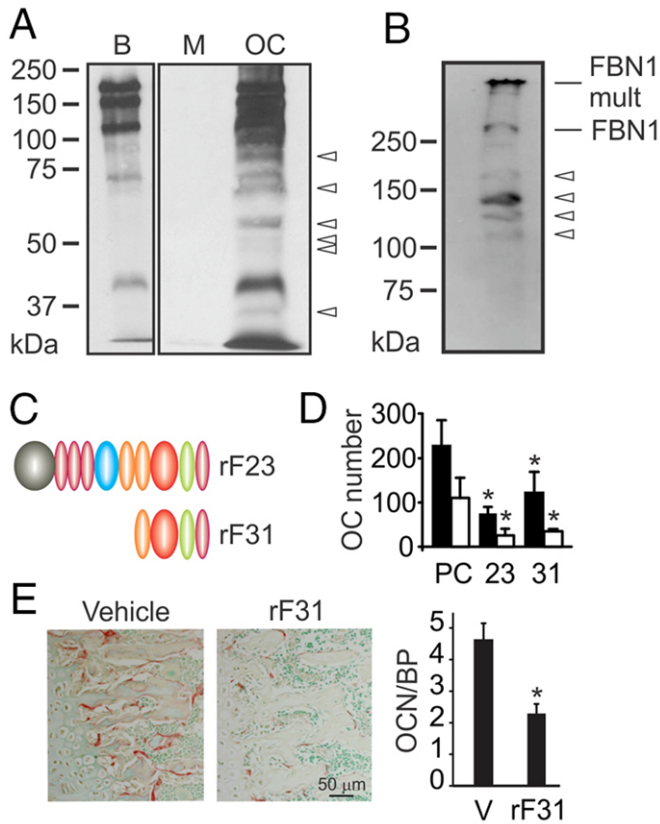 A
B M OC
250
150
100
75
50
37
kDa
B
FBN1
mult
FBN1
250
150
100
75
kDa
C
rF23
rF31
D
OC number
300
200
100
0
* * * *
PC 23 31
E
Vehicle rF31
50 μm
OCN/BP
5
4
3
2
1
0
*
V rF31